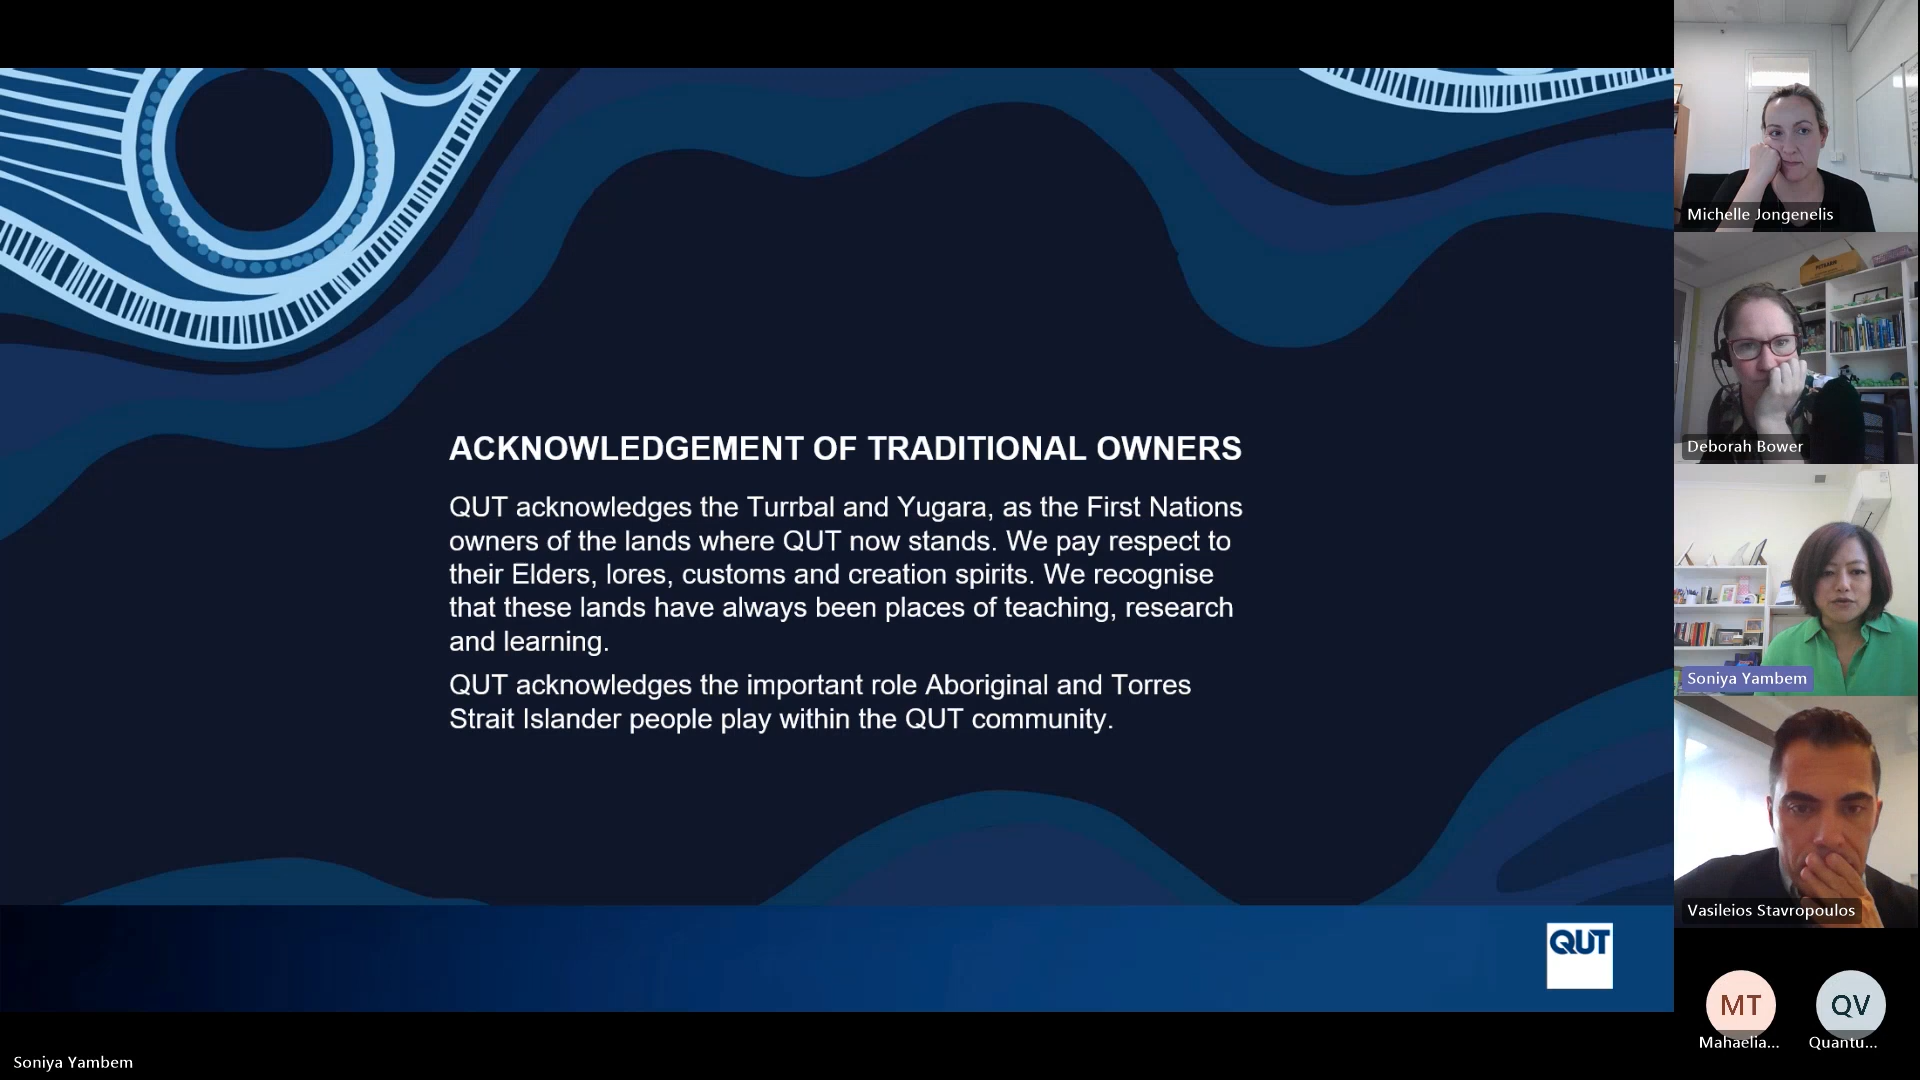 ACKNOWLEDGEMENT OF TRADITIONAL OWNERS
QUT acknowledges the Turrbal and Yugara, as the First Nations
owners of the lands where QUT now stands. We pay respect to
their Elders, lores, customs and creation spirits. We recognise
that these lands have always been places of teaching, research
and learning.
QUT acknowledges the important role Aboriginal and Torres
Strait Islander people play within the QUT community.
QUT
Soniya Yambem
Michelle Jongenelis
Deborah Bower
Soniya Yambem
Vasileios Stavropoulos
MT
QV
Mahaelia...
Quantu...